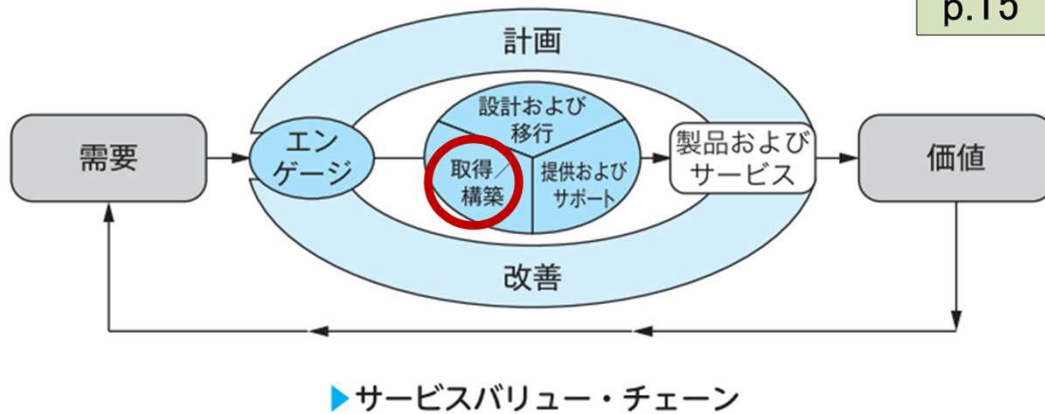 p.15
計画
設計および
移行
エン
ゲージ
需要
取得／
構築
提供および
サポート
製品および
サービス
価値
改善
▶サービスバリュー・チェーン